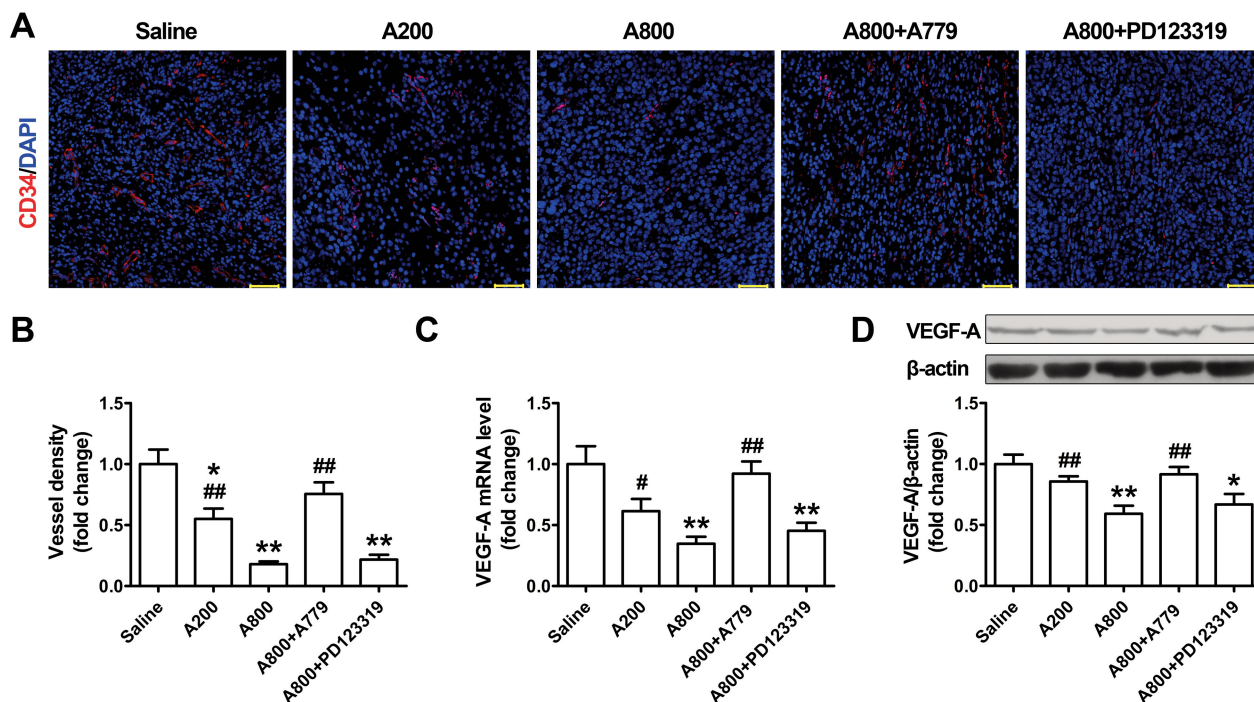 A
Saline
A200
A800
A800+A779
A800+PD123319
CD34/DAPI
B
Vessel density
(fold change)
1.5
1.0
0.5
0.0
*
##
**
##
**
Saline
A200
A800
A800+A779
A800+PD123319
C
VEGF-A mRNA level
(fold change)
1.5
1.0
0.5
0.0
#
**
##
**
Saline
A200
A800
A800+A779
A800+PD123319
D
VEGF-A
β-actin
VEGF-A/β-actin
(fold change)
1.5
1.0
0.5
0.0
##
**
##
*
Saline
A200
A800
A800+A779
A800+PD123319